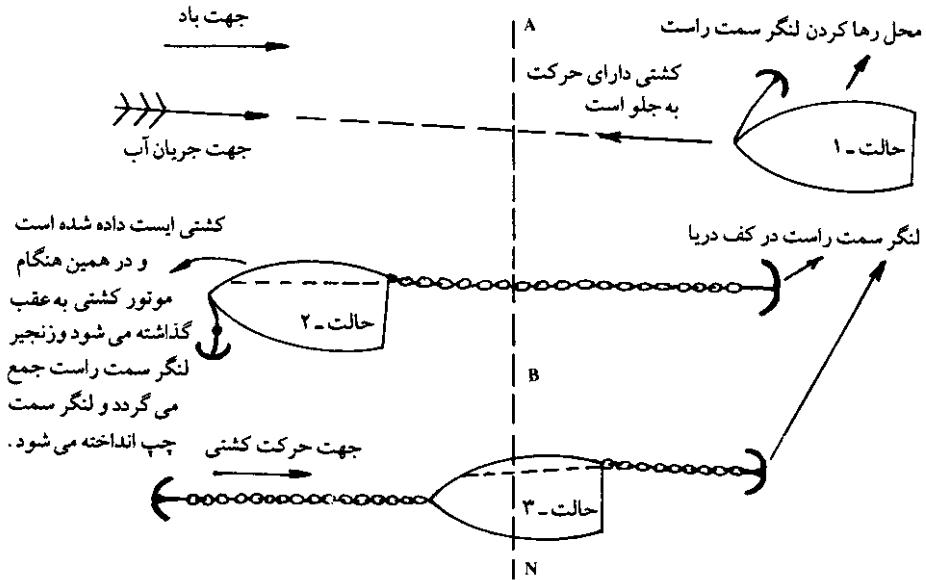 جهت باد
A
محل رها کردن لنگر سمت راست
کشتی دارای حرکت
به جلو است
جهت جریان آب
حالت ـ ۱
کشتی ایست داده شده است
و در همین هنگام
موتور کشتی به عقب
گذاشته می شود وزنجیر
لنگر سمت راست جمع
می گردد و لنگر سمت
چپ انداخته می شود.
لنگر سمت راست در کف دریا
حالت ـ ۲
B
جهت حرکت کشتی
حالت ـ ۳
N